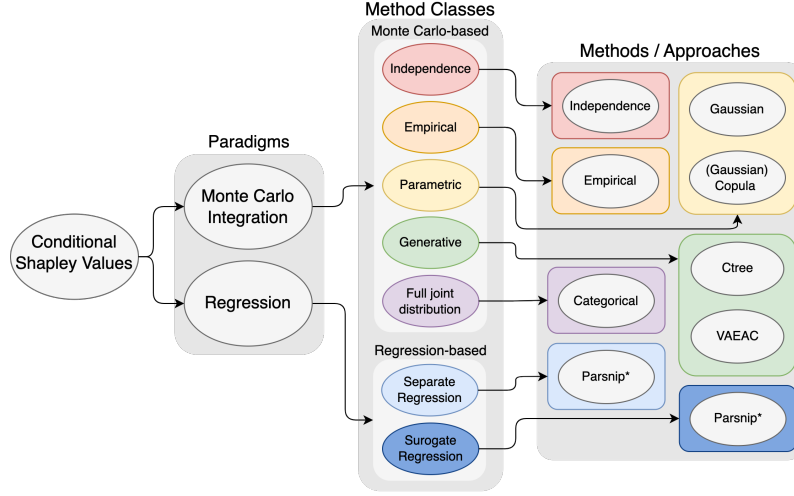 Method Classes
Monte Carlo-based
Methods / Approaches
Independence
Independence
Gaussian
Empirical
Paradigms
Monte Carlo
Integration
Parametric
Empirical
(Gaussian)
Copula
Conditional
Shapley Values
Generative
Ctree
Regression
Full joint
distribution
Categorical
VAEAC
Regression-based
Separate
Regression
Parsnip*
Surogate
Regression
Parsnip*